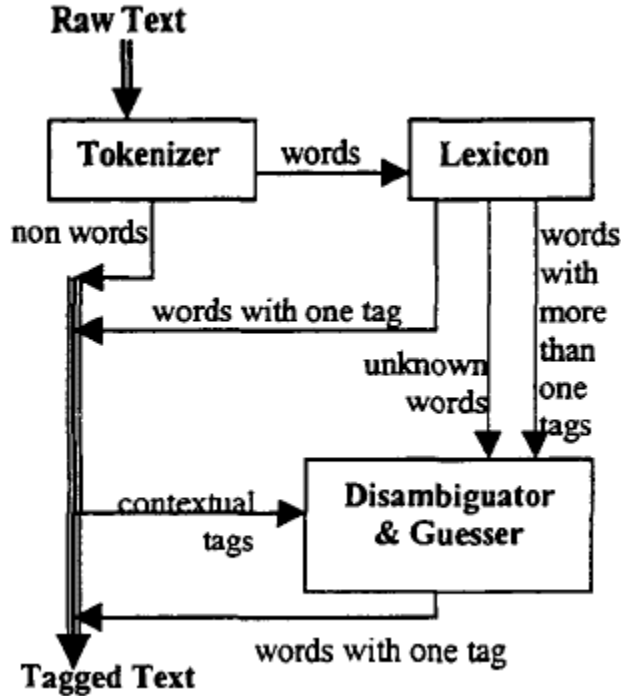 Raw Text
Tokenizer
words
Lexicon
non words
words with one tag
unknown
words
words
with
more
than
one
tags
contextual
tags
Disambiguator
& Guesser
words with one tag
Tagged Text